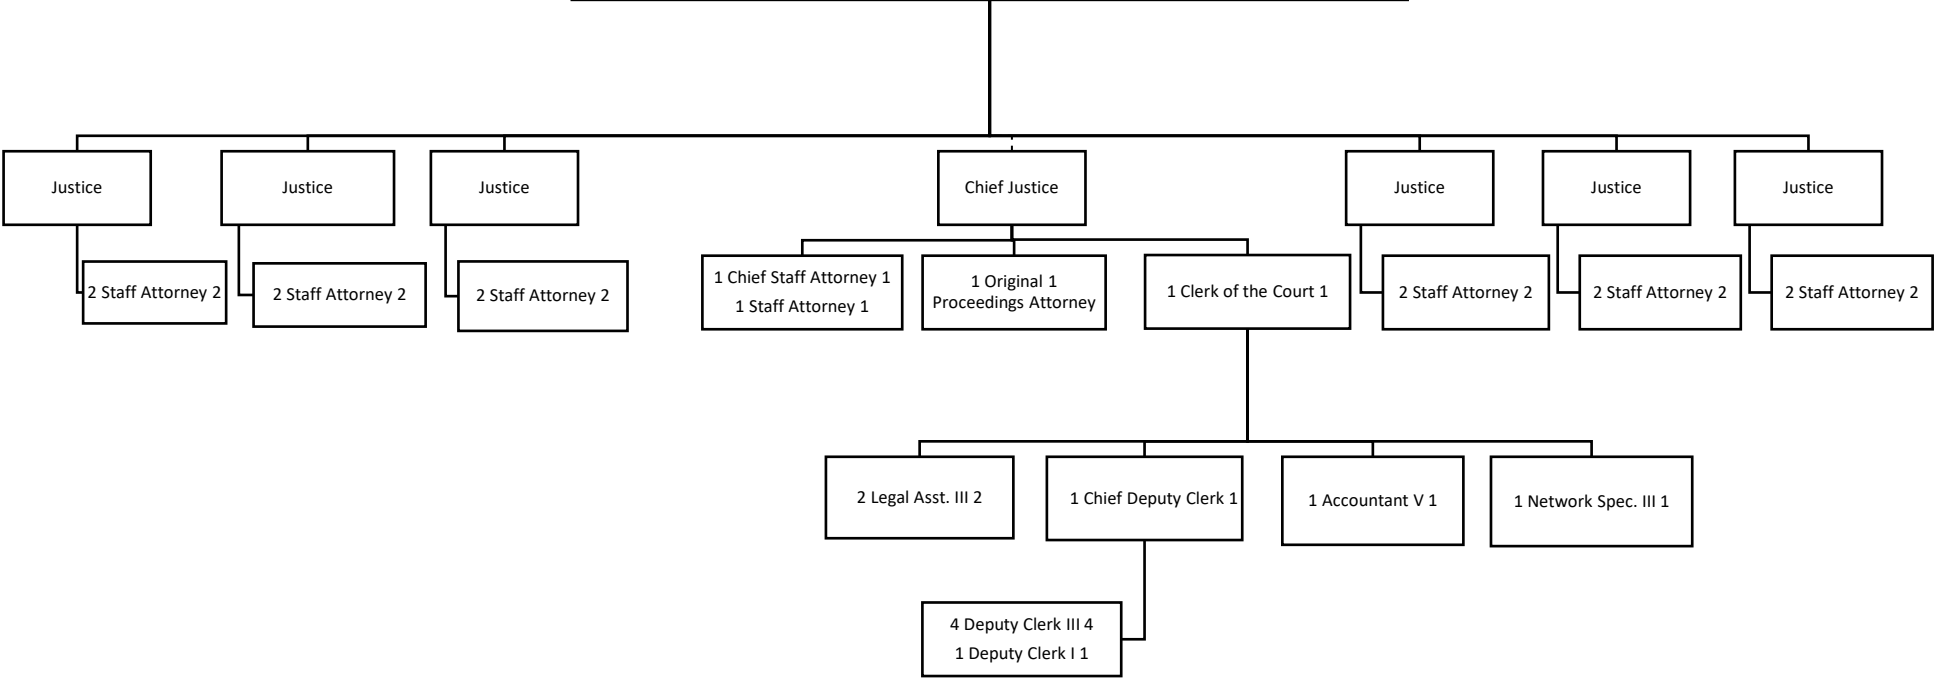 Justice
Justice
Justice
Chief Justice
Justice
Justice
Justice
2 Staff Attorney 2
2 Staff Attorney 2
2 Staff Attorney 2
1 Chief Staff Attorney 1
1 Staff Attorney 1
1 Original 1
Proceedings Attorney
1 Clerk of the Court 1
2 Staff Attorney 2
2 Staff Attorney 2
2 Staff Attorney 2
2 Legal Asst. III 2
1 Chief Deputy Clerk 1
1 Accountant V 1
1 Network Spec. III 1
4 Deputy Clerk III 4
1 Deputy Clerk I 1